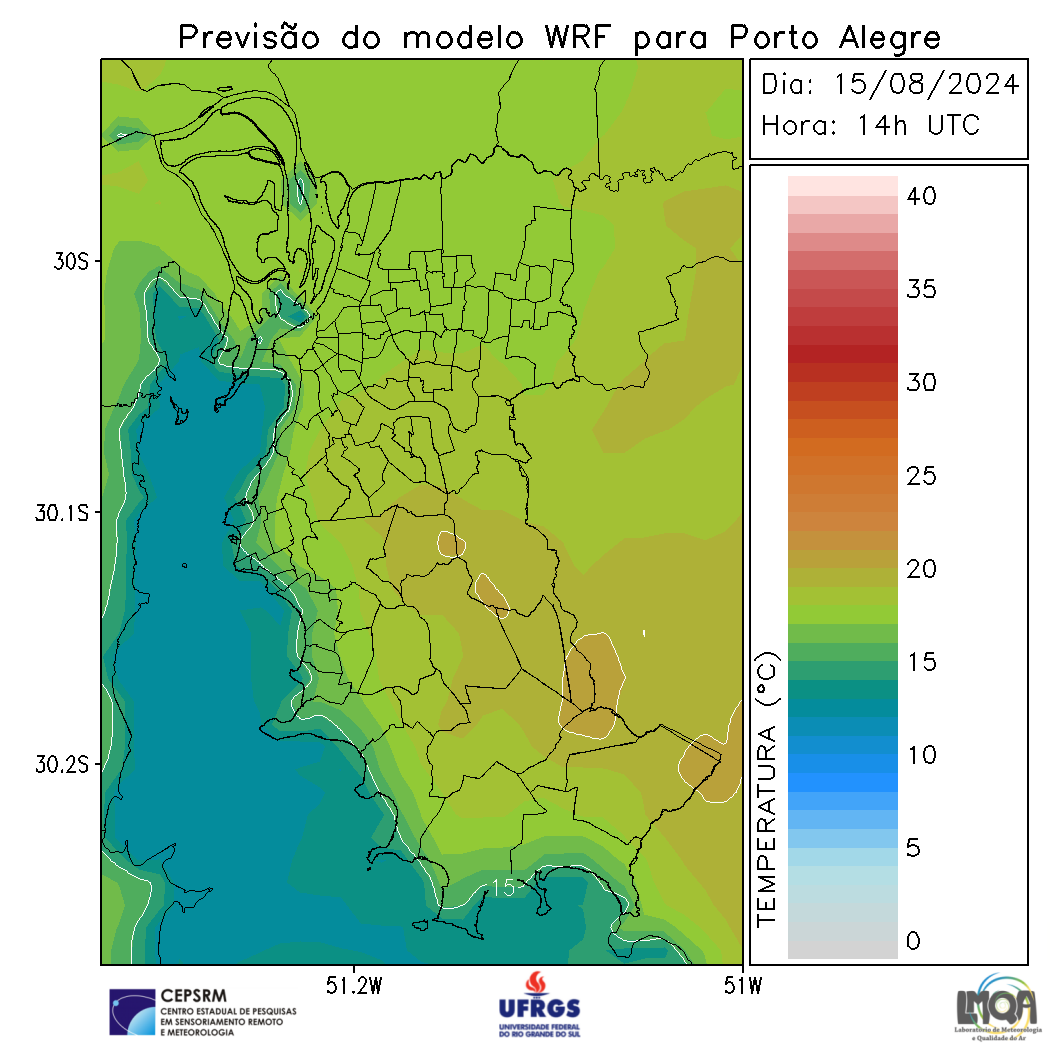 Previsão do modelo WRF para Porto Alegre
Dia: 15/08/2024
Hora: 14h UTC
40
35
30
25
20
15
10
5
0
TEMPERATURA (°C)
30S
30.1S
30.2S
15
51.2W
51W
CEPSRM
CENTRO ESTADUAL DE PESQUISAS
EM SENSORIAMENTO REMOTO
E METEOROLOGIA
UFRGS
UNIVERSIDADE FEDERAL
DO RIO GRANDE DO SUL
LMQA
Laboratório de Meteorologia
e Qualidade do Ar